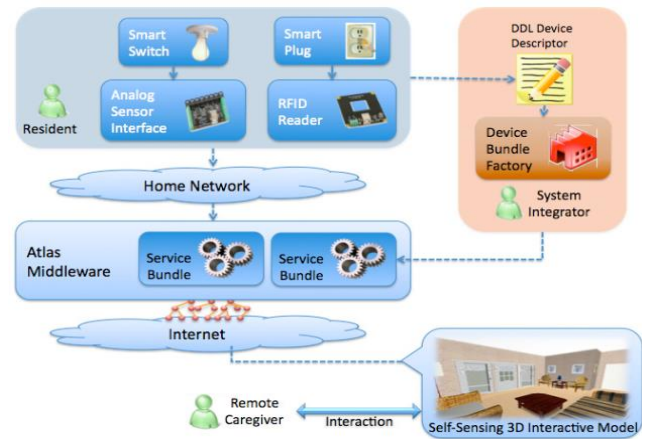 Smart
Switch
Smart
Plug
Analog
Sensor
Interface
RFID
Reader
Resident
DDL Device
Descriptor
Device
Bundle
Factory
System
Integrator
Home Network
Atlas
Middleware
Service
Bundle
Service
Bundle
Internet
Remote
Caregiver
Interaction
Self-Sensing 3D Interactive Model